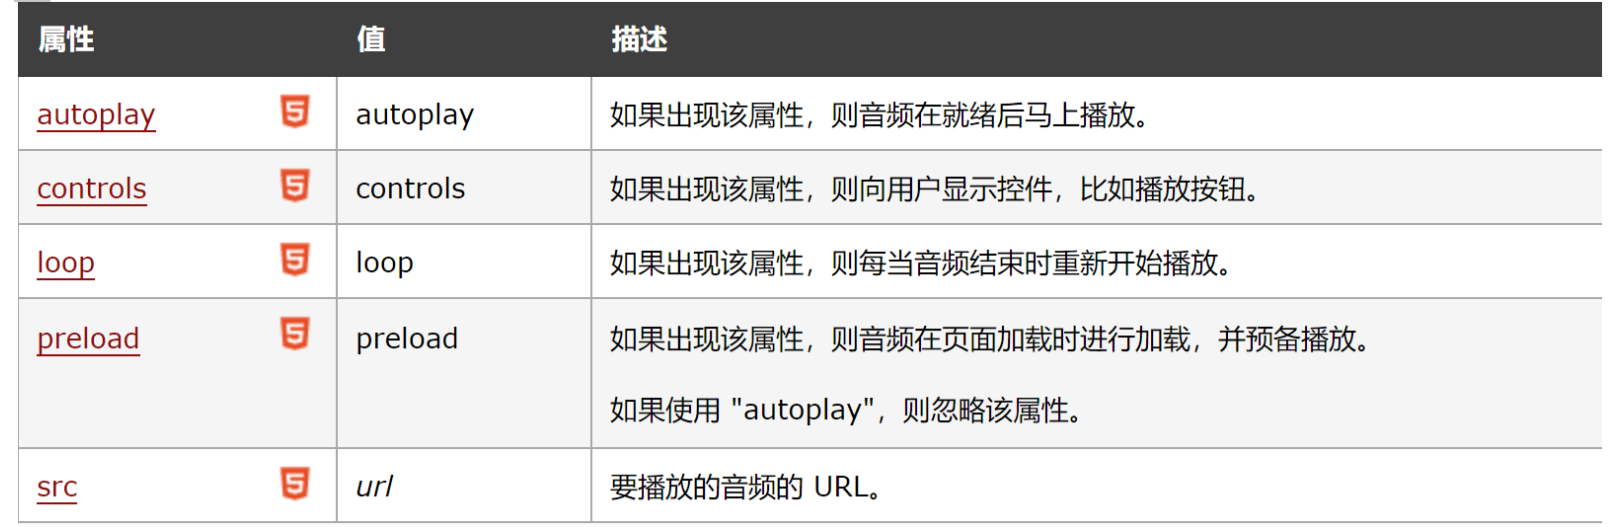 属性 值 描述
autoplay 5 autoplay 如果出现该属性，则音频在就绪后马上播放。
controls 5 controls 如果出现该属性，则向用户显示控件，比如播放按钮。
loop 5 loop 如果出现该属性，则每当音频结束时重新开始播放。
preload 5 preload 如果出现该属性，则音频在页面加载时进行加载，并预备播放。
如果使用 "autoplay"，则忽略该属性。
src 5 url 要播放的音频的 URL。